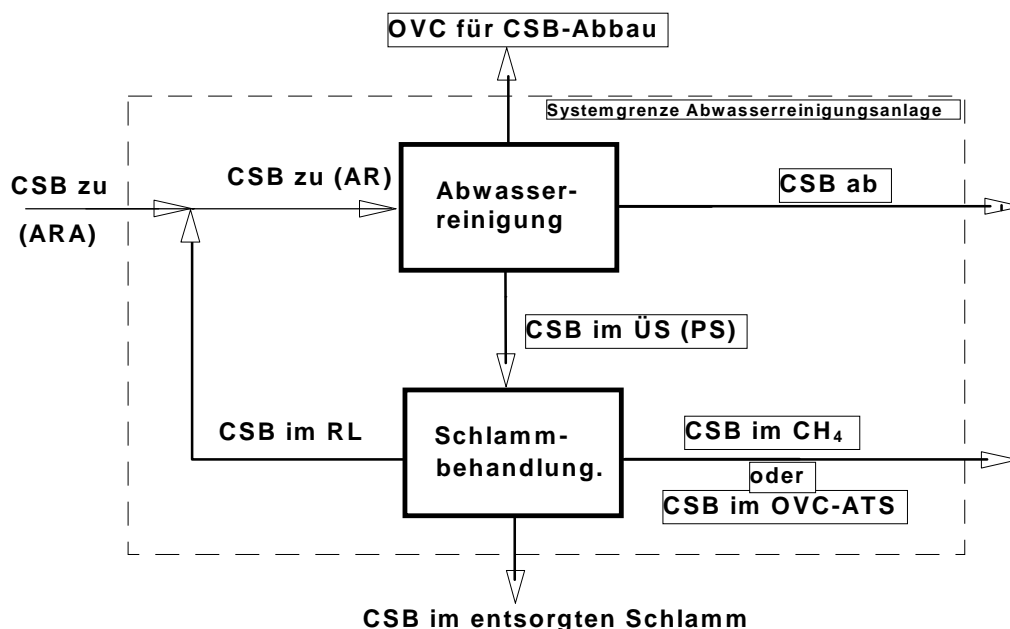 OVC für CSB-Abbau
Systemgrenze Abwasserreinigungsanlage
CSB zu
(ARA)
CSB zu (AR)
Abwasser-
reinigung
CSB ab
CSB im ÜS (PS)
CSB im RL
Schlamm-
behandlung.
CSB im CH₄
oder
CSB im OVC-ATS
CSB im entsorgten Schlamm